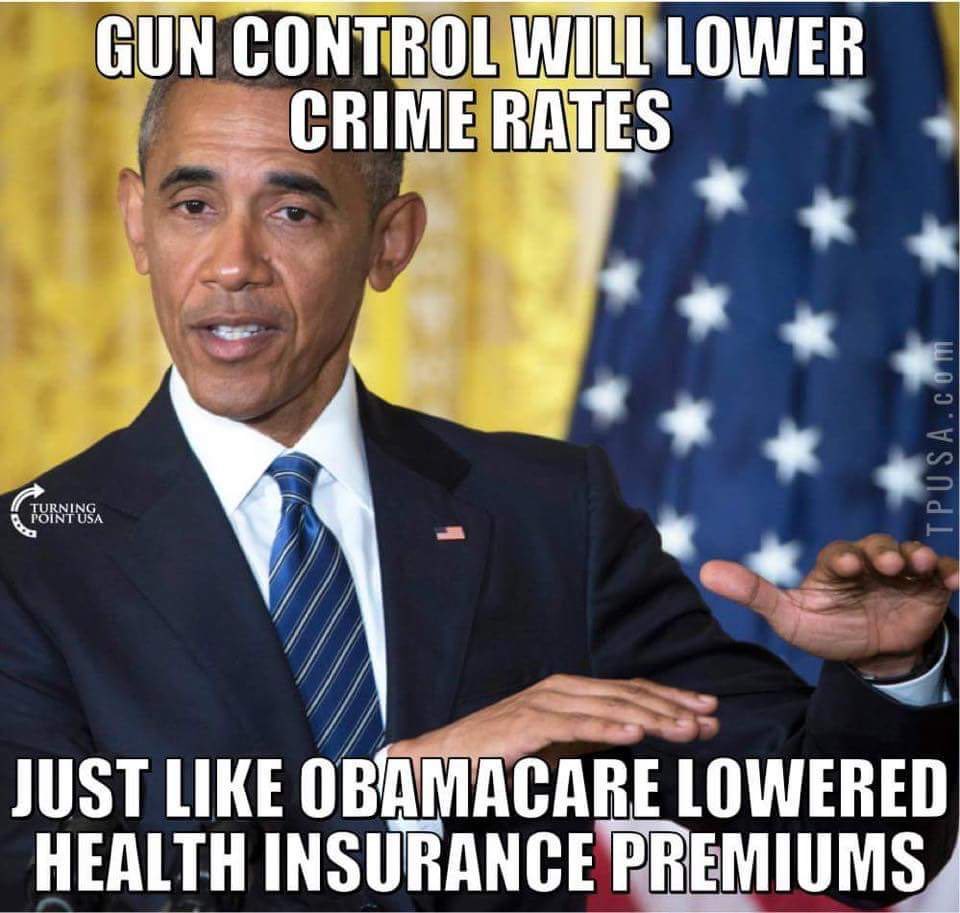 GUN CONTROL WILL LOWER
CRIME RATES
TURNING
POINT USA
TPUSA.com
JUST LIKE OBAMACARE LOWERED
HEALTH INSURANCE PREMIUMS